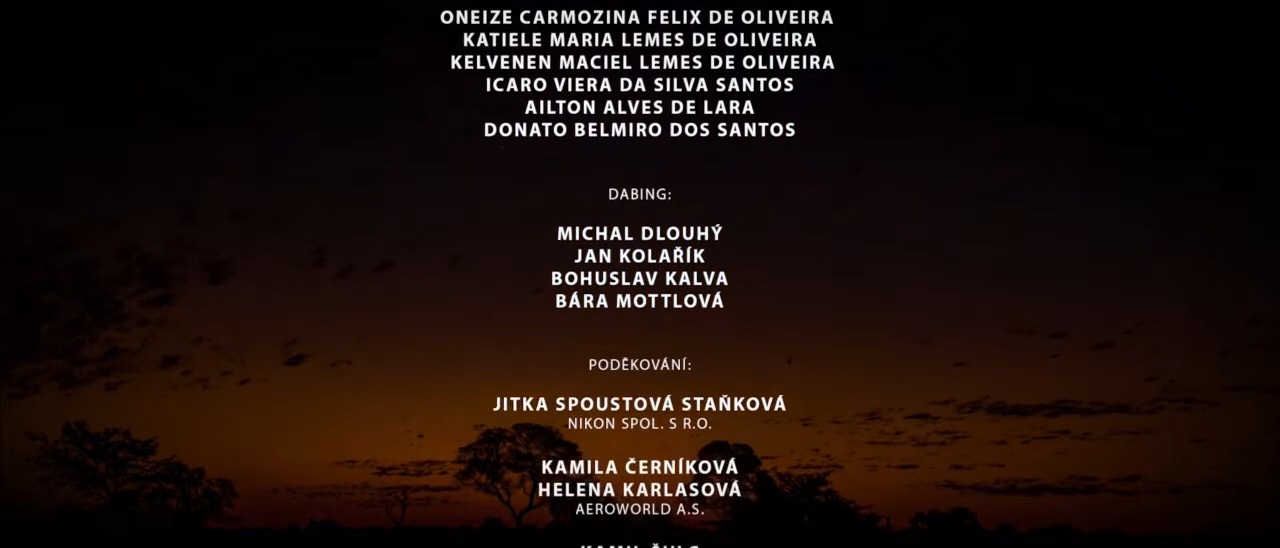 ONEIZE CARMOZINA FELIX DE OLIVEIRA
KATIELE MARIA LEMES DE OLIVEIRA
KELVENEN MACIEL LEMES DE OLIVEIRA
ICARO VIERA DA SILVA SANTOS
AILTON ALVES DE LARA
DONATO BELMIRO DOS SANTOS
DABING:
MICHAL DLOUHÝ
JAN KOLAŘÍK
BOHUSLAV KALVA
BÁRA MOTTLOVÁ
PODĚKOVÁNÍ:
JITKA SPOUSTOVÁ STAŇKOVÁ
NIKON SPOL. S R.O.
KAMILA ČERNÍKOVÁ
HELENA KARLASOVÁ
AEROWORLD A.S.